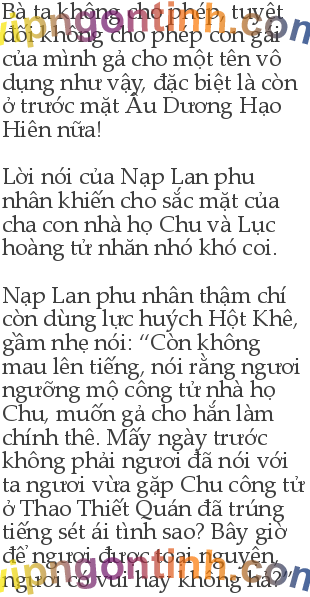 Bà ta không cho phép, tuyệt
đối không cho phép con gái
của mình gả cho một tên vô
dụng như vậy, đặc biệt là còn
ở trước mặt Âu Dương Hạo
Hiên nữa!
Lời nói của Nạp Lan phu
nhân khiến cho sắc mặt của
cha con nhà họ Chu và Lục
hoàng tử nhăn nhó khó coi.
Nạp Lan phu nhân thậm chí
còn dùng lực huých Hột Khê,
gầm nhẹ nói: “Còn không
mau lên tiếng, nói rằng ngươi
ngưỡng mộ công tử nhà họ
Chu, muốn gả cho hắn làm
chính thê. Mấy ngày trước
không phải ngươi đã nói với
ta ngươi vừa gặp Chu công tử
ở Thao Thiết Quán đã trúng
tiếng sét ái tình sao? Bây giờ
để ngươi được toại nguyện,
ngươi có vui hay không hả?”
vipngontinh.com
vipngontinh.com